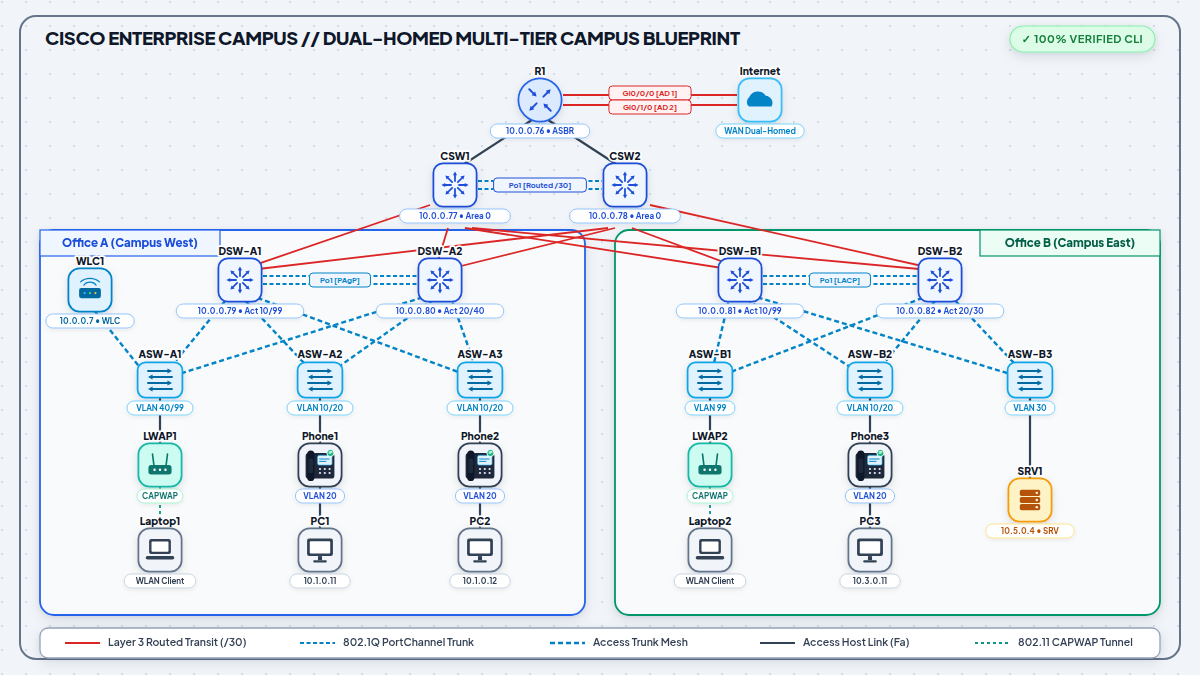 CISCO ENTERPRISE CAMPUS // DUAL-HOMED MULTI-TIER CAMPUS BLUEPRINT
✓ 100% VERIFIED CLI
R1
Internet
Gi0/0/0 [AD 1]
Gi0/1/0 [AD 2]
10.0.0.76 • ASBR
WAN Dual-Homed
CSW1
CSW2
Po1 [Routed /30]
10.0.0.77 • Area 0
10.0.0.78 • Area 0
Office A (Campus West)
Office B (Campus East)
WLC1
DSW-A1
DSW-A2
DSW-B1
DSW-B2
Po1 [PAgP]
Po1 [LACP]
10.0.0.7 • WLC
10.0.0.79 • Act 10/99
10.0.0.80 • Act 20/40
10.0.0.81 • Act 10/99
10.0.0.82 • Act 20/30
ASW-A1
ASW-A2
ASW-A3
ASW-B1
ASW-B2
ASW-B3
VLAN 40/99
VLAN 10/20
VLAN 10/20
VLAN 99
VLAN 10/20
VLAN 30
LWAP1
Phone1
Phone2
LWAP2
Phone3
SRV1
CAPWAP
VLAN 20
VLAN 20
CAPWAP
VLAN 20
10.5.0.4 • SRV
Laptop1
PC1
PC2
Laptop2
PC3
WLAN Client
10.1.0.11
10.1.0.12
WLAN Client
10.3.0.11
Layer 3 Routed Transit (/30)
802.1Q PortChannel Trunk
Access Trunk Mesh
Access Host Link (Fa)
802.11 CAPWAP Tunnel